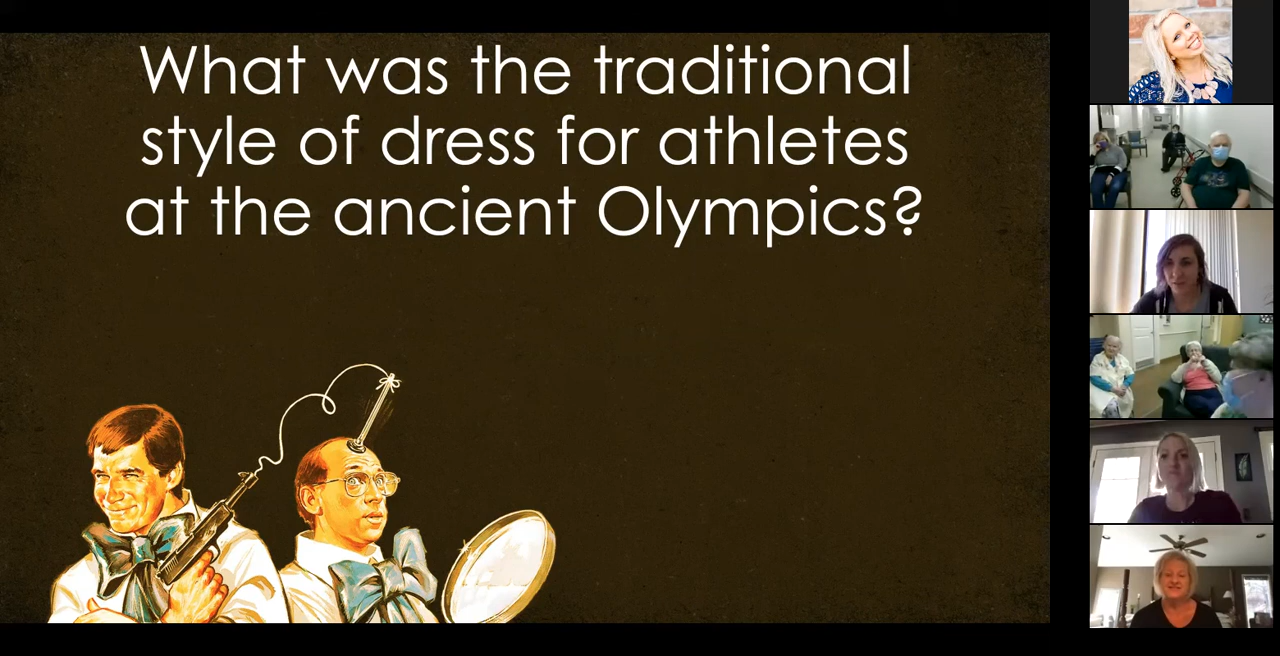 What was the traditional
style of dress for athletes
at the ancient Olympics?